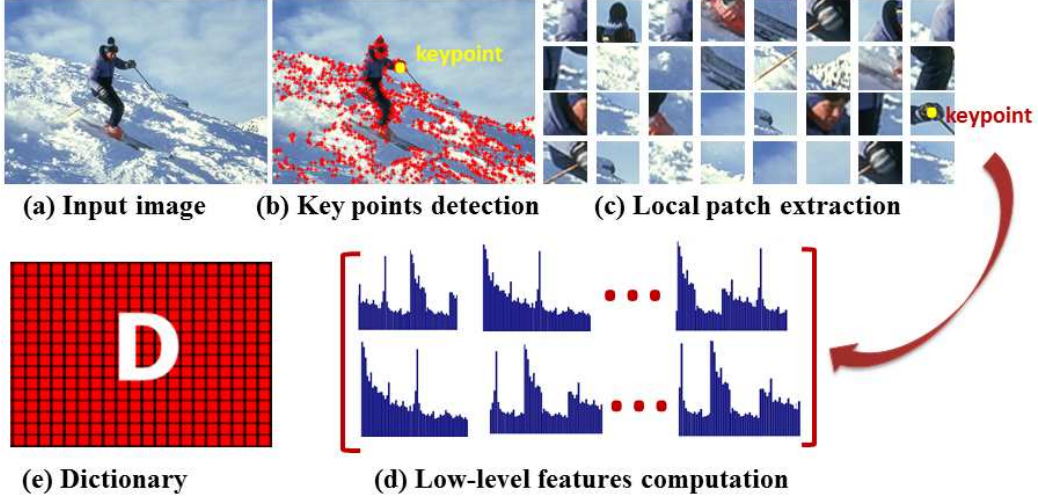 keypoint
keypoint
(a) Input image
(b) Key points detection
(c) Local patch extraction
D
(e) Dictionary
(d) Low-level features computation